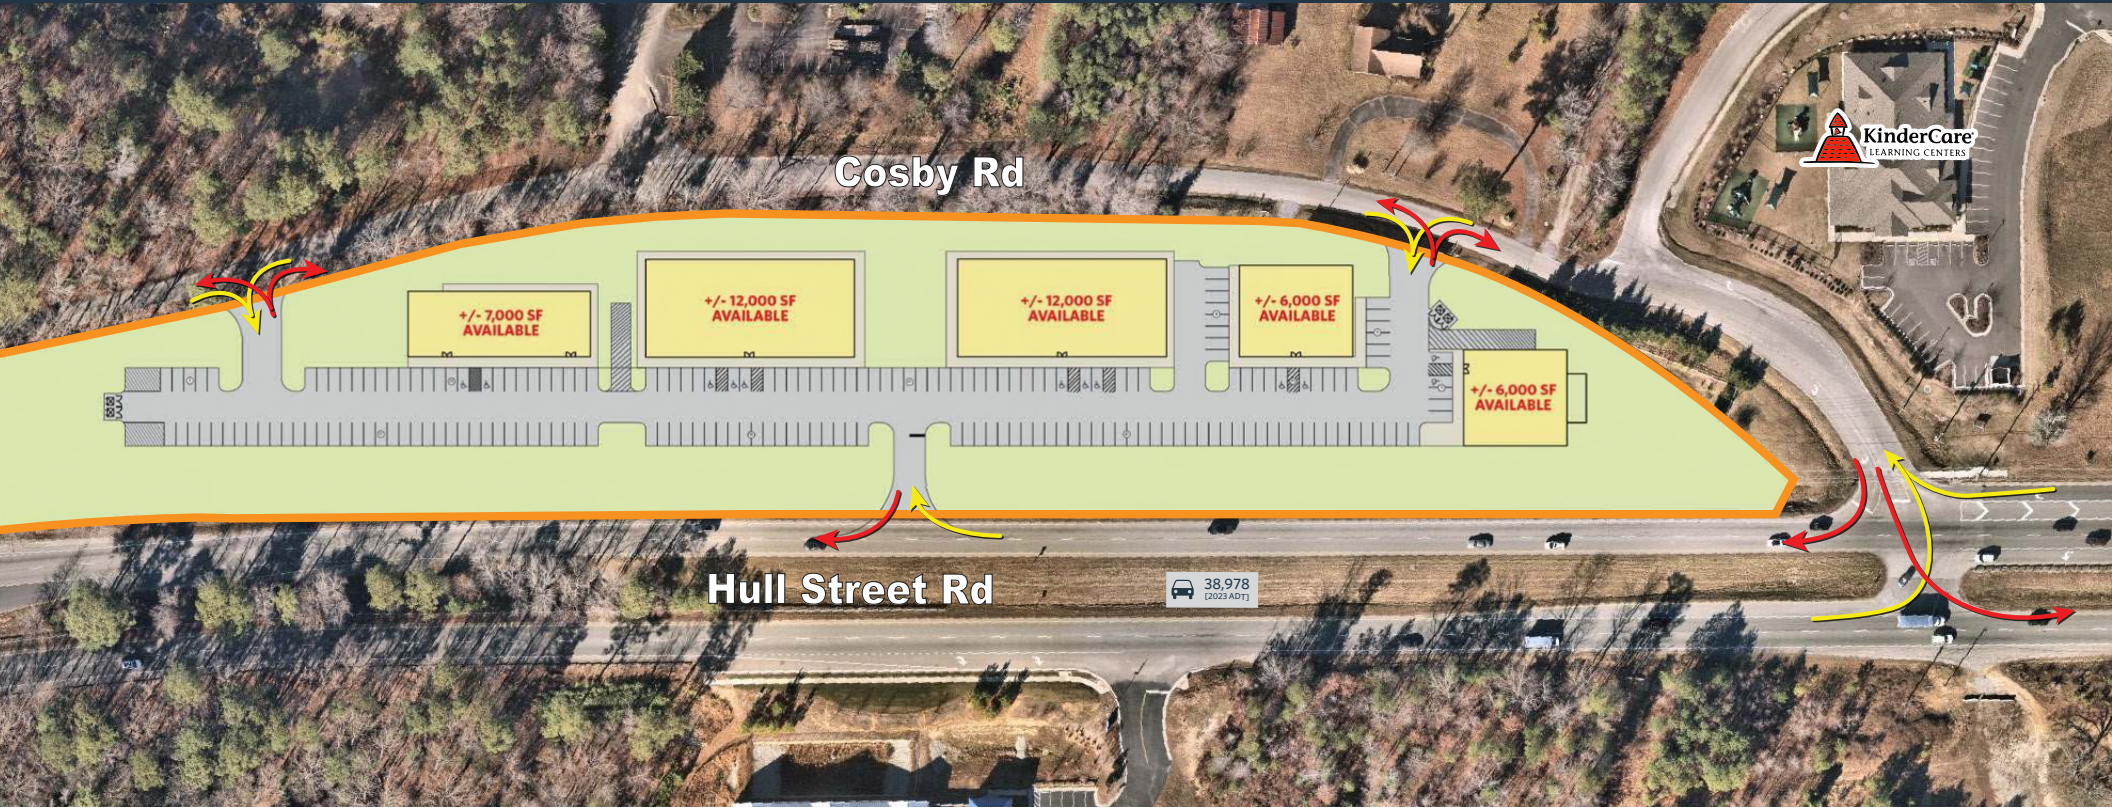 Cosby Rd
KinderCare
LEARNING CENTERS
+/- 7,000 SF
AVAILABLE
+/- 12,000 SF
AVAILABLE
+/- 12,000 SF
AVAILABLE
+/- 6,000 SF
AVAILABLE
+/- 6,000 SF
AVAILABLE
Hull Street Rd
38,978
[2023 ADT]